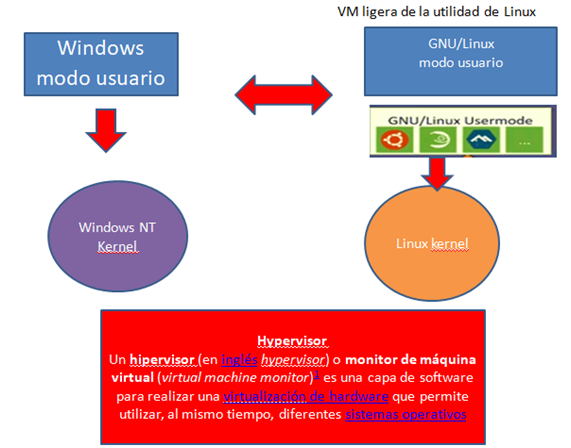 VM ligera de la utilidad de Linux
Windows
modo usuario
GNU/Linux
modo usuario
GNU/Linux Usermode
...
Windows NT
Kernel
Linux kernel
Hypervisor
Un hipervisor (en inglés hypervisor) o monitor de máquina
virtual (virtual machine monitor)1 es una capa de software
para realizar una virtualización de hardware que permite
utilizar, al mismo tiempo, diferentes sistemas operativos